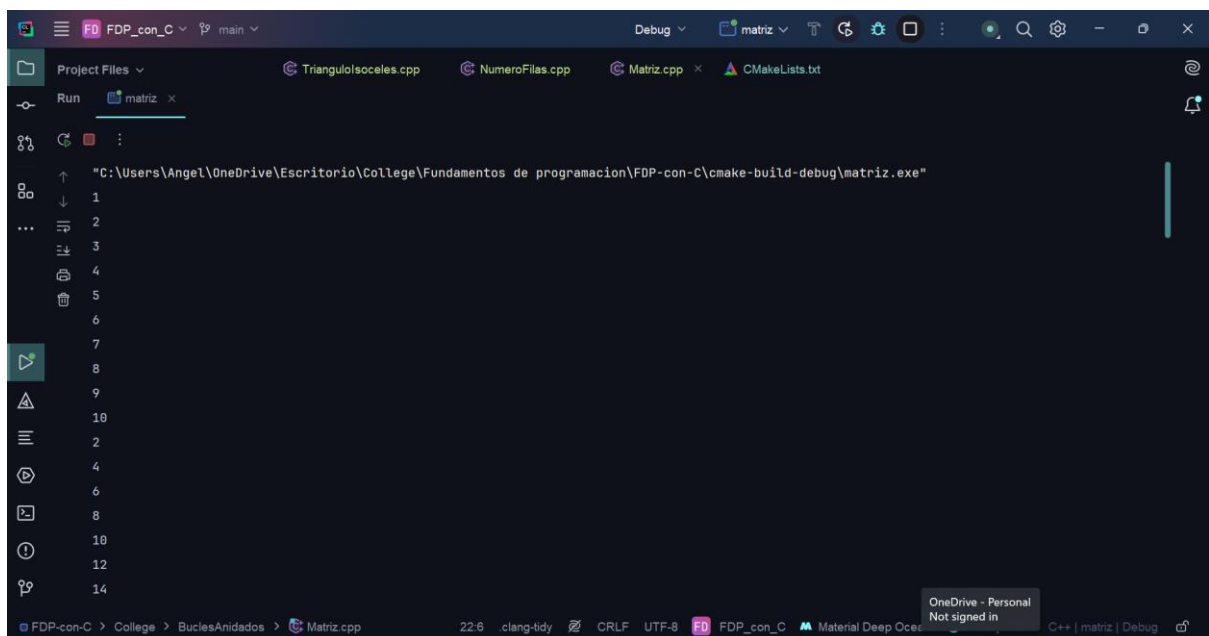 FD FDP_con_C main Debug matriz
Project Files TrianguloIsoceles.cpp NumeroFilas.cpp Matriz.cpp CMakeLists.txt
Run matriz
"C:\Users\Angel\OneDrive\Escritorio\College\Fundamentos de programacion\FDP-con-C\cmake-build-debug\matriz.exe"
1
2
3
4
5
6
7
8
9
10
2
4
6
8
10
12
14
OneDrive - Personal
Not signed in
FDP-con-C > College > BuclesAnidados > Matriz.cpp 22:6 .clang-tidy CRLF UTF-8 FD FDP_con_C Material Deep C++ | matriz | Debug